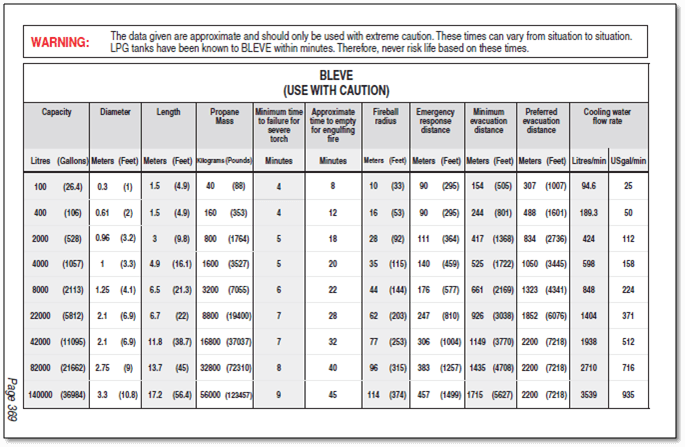 WARNING: The data given are approximate and should only be used with extreme caution. These times can vary from situation to situation.
LPG tanks have been known to BLEVE within minutes. Therefore, never risk life based on these times.
BLEVE
(USE WITH CAUTION)
Capacity Diameter Length Propane Mass Minimum time to failure for severe torch Approximate time to empty for engulfing fire Fireball radius Emergency response distance Minimum evacuation distance Preferred evacuation distance Cooling water flow rate
Litres (Gallons) Meters (Feet) Meters (Feet) Kilograms (Pounds) Minutes Minutes Meters (Feet) Meters (Feet) Meters (Feet) Meters (Feet) Litres/min USgal/min
100 (26.4) 0.3 (1) 1.5 (4.9) 40 (88) 4 8 10 (33) 90 (295) 154 (505) 307 (1007) 94.6 25
400 (106) 0.61 (2) 1.5 (4.9) 160 (353) 4 12 16 (53) 90 (295) 244 (801) 488 (1601) 189.3 50
2000 (528) 0.96 (3.2) 3 (9.8) 800 (1764) 5 18 28 (92) 111 (364) 417 (1368) 834 (2736) 424 112
4000 (1057) 1 (3.3) 4.9 (16.1) 1600 (3527) 5 20 35 (115) 140 (459) 525 (1722) 1050 (3445) 598 158
8000 (2113) 1.25 (4.1) 6.5 (21.3) 3200 (7055) 6 22 44 (144) 176 (577) 661 (2169) 1323 (4341) 848 224
22000 (5812) 2.1 (6.9) 6.7 (22) 8800 (19400) 7 28 62 (203) 247 (810) 926 (3038) 1852 (6076) 1404 371
42000 (11095) 2.1 (6.9) 11.8 (38.7) 16800 (37037) 7 32 77 (253) 306 (1004) 1149 (3770) 2200 (7218) 1938 512
82000 (21662) 2.75 (9) 13.7 (45) 32800 (72310) 8 40 96 (315) 383 (1257) 1435 (4708) 2200 (7218) 2710 716
140000 (36984) 3.3 (10.8) 17.2 (56.4) 56000 (123457) 9 45 114 (374) 457 (1499) 1715 (5627) 2200 (7218) 3539 935
Page 369